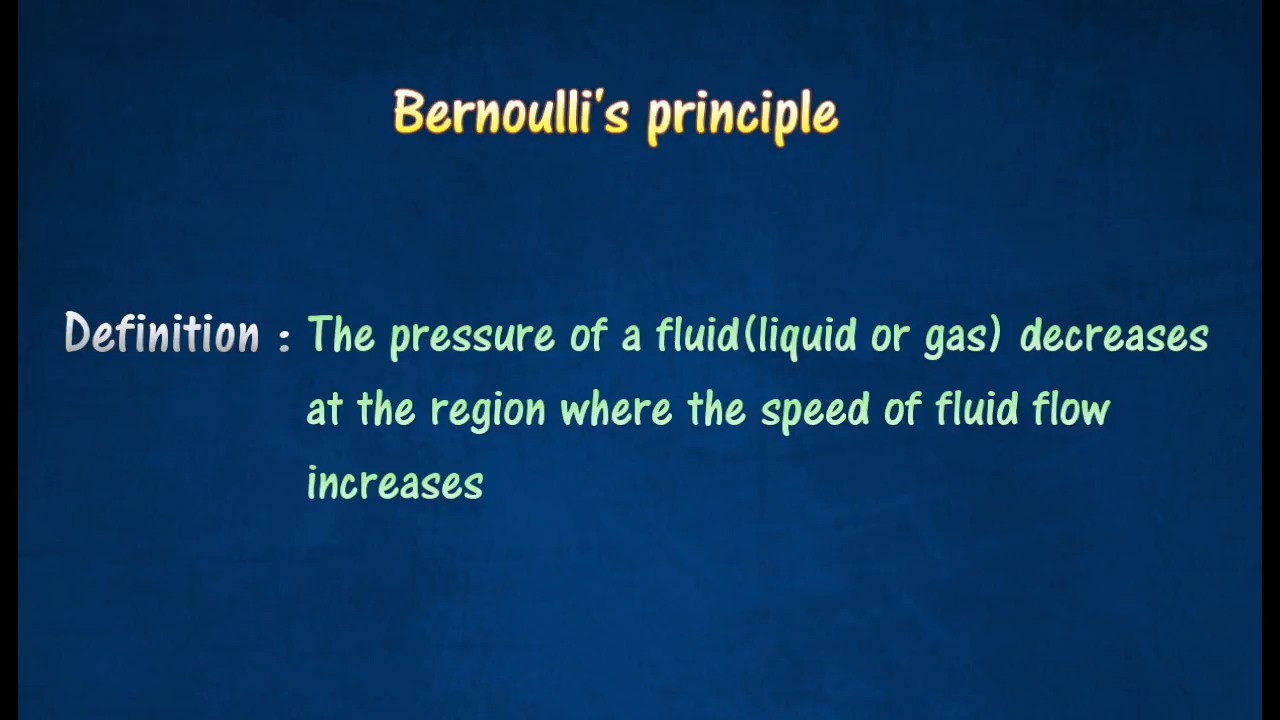 Bernoulli's principle
Definition : The pressure of a fluid(liquid or gas) decreases
at the region where the speed of fluid flow
increases